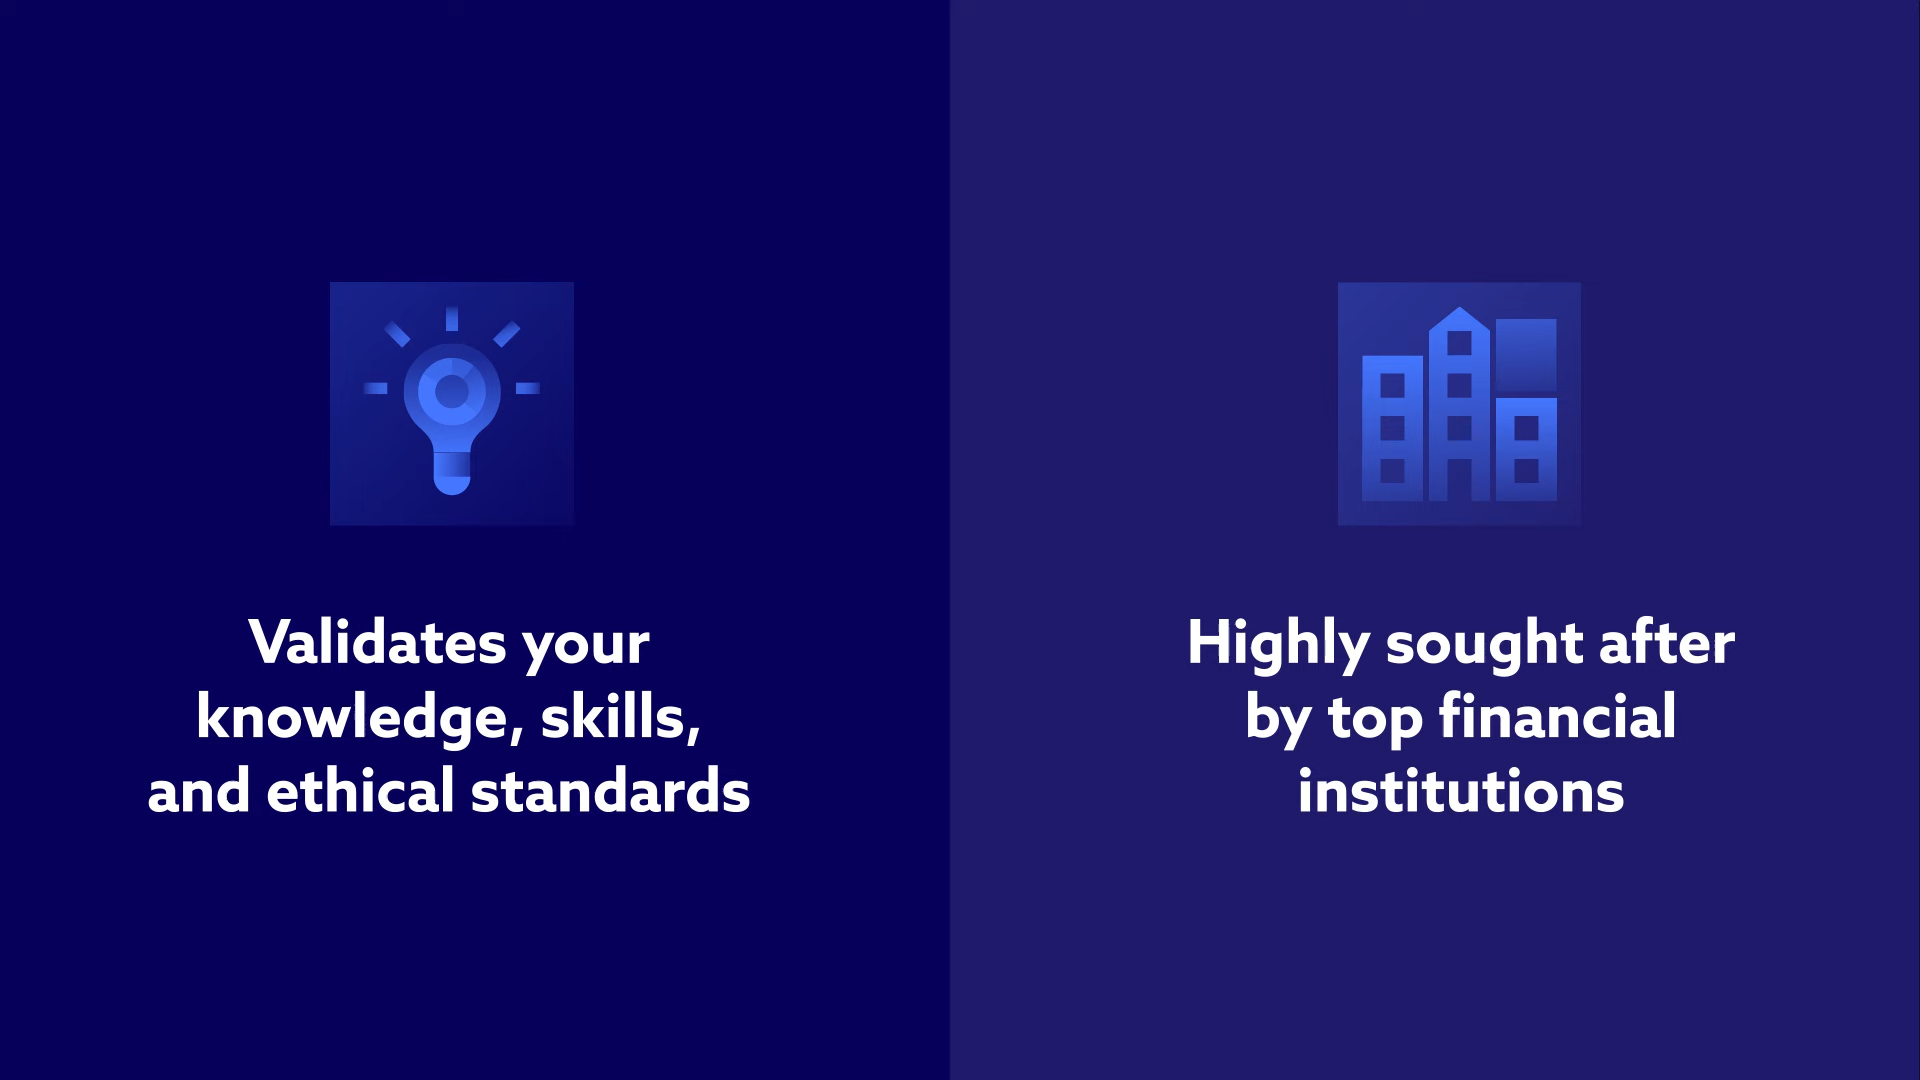 Validates your
knowledge, skills,
and ethical standards
Highly sought after
by top financial
institutions